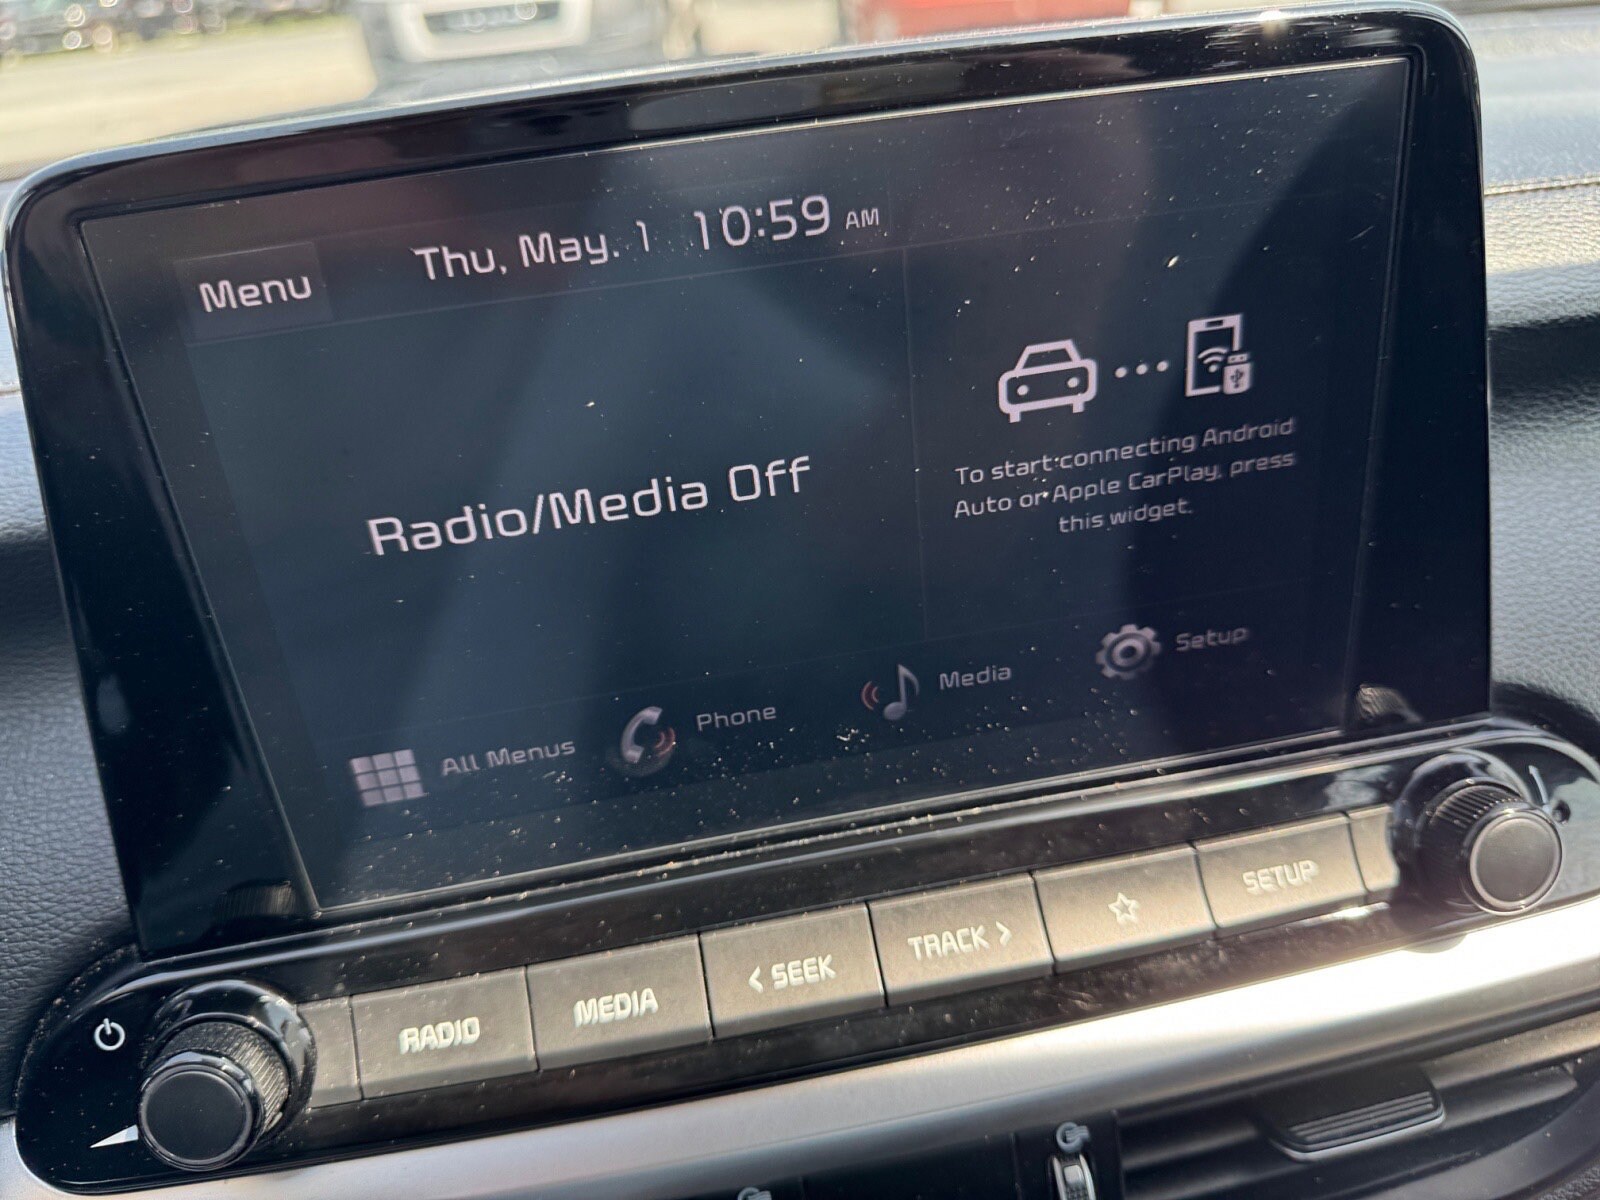 Menu
Thu, May. 1 10:59 AM
Radio/Media Off
To start connecting Android
Auto or Apple CarPlay, press
this widget.
All Menus
Phone
Media
Setup
RADIO
MEDIA
< SEEK
TRACK >
SETUP